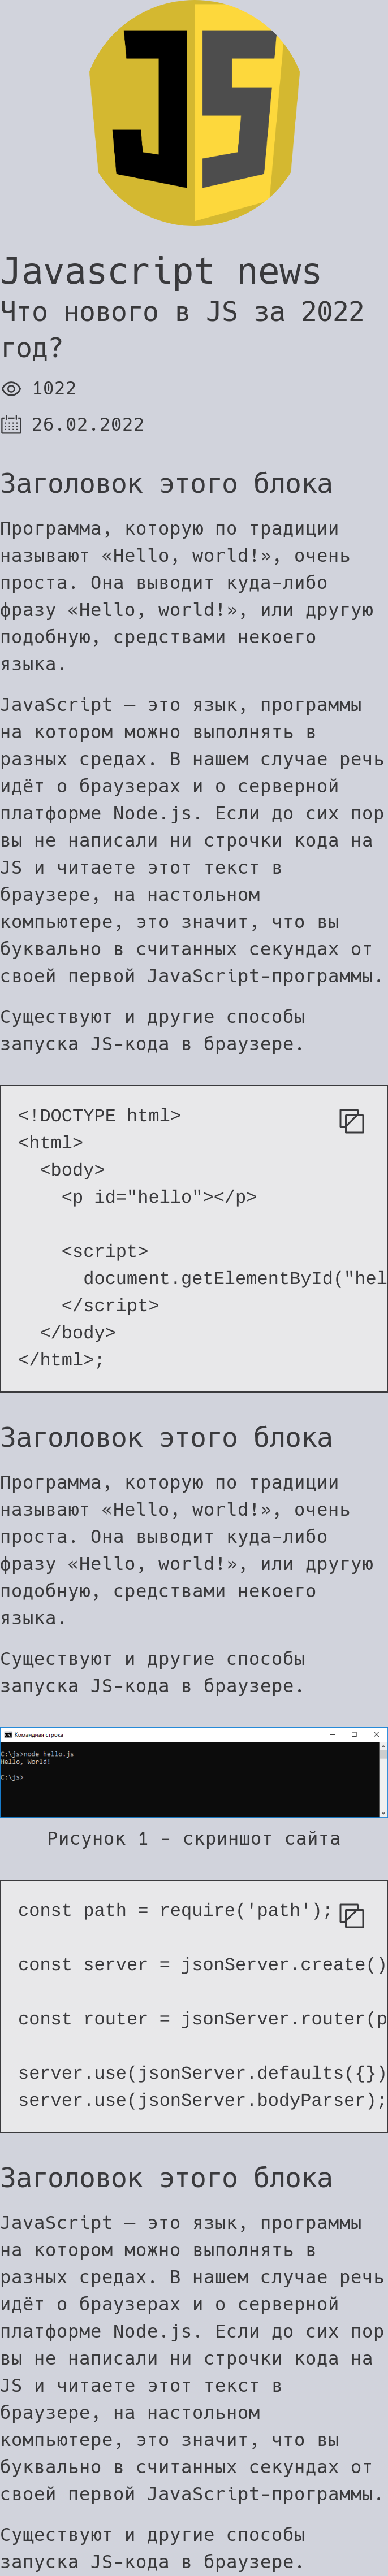 JS
Javascript news
Что нового в JS за 2022
год?
1022
26.02.2022
Заголовок этого блока
Программа, которую по традиции
называют «Hello, world!», очень
проста. Она выводит куда-либо
фразу «Hello, world!», или другую
подобную, средствами некоего
языка.
JavaScript — это язык, программы
на котором можно выполнять в
разных средах. В нашем случае речь
идёт о браузерах и о серверной
платформе Node.js. Если до сих пор
вы не написали ни строчки кода на
JS и читаете этот текст в
браузере, на настольном
компьютере, это значит, что вы
буквально в считанных секундах от
своей первой JavaScript-программы.
Существуют и другие способы
запуска JS-кода в браузере.
<!DOCTYPE html>
<html>
  <body>
    <p id="hello"></p>
    <script>
      document.getElementById("hel
    </script>
  </body>
</html>;
Заголовок этого блока
Программа, которую по традиции
называют «Hello, world!», очень
проста. Она выводит куда-либо
фразу «Hello, world!», или другую
подобную, средствами некоего
языка.
Существуют и другие способы
запуска JS-кода в браузере.
Командная строка
C:\js>node hello.js
Hello, World!
C:\js>
Рисунок 1 - скриншот сайта
const path = require('path');
const server = jsonServer.create()
const router = jsonServer.router(p
server.use(jsonServer.defaults({})
server.use(jsonServer.bodyParser);
Заголовок этого блока
JavaScript — это язык, программы
на котором можно выполнять в
разных средах. В нашем случае речь
идёт о браузерах и о серверной
платформе Node.js. Если до сих пор
вы не написали ни строчки кода на
JS и читаете этот текст в
браузере, на настольном
компьютере, это значит, что вы
буквально в считанных секундах от
своей первой JavaScript-программы.
Существуют и другие способы
запуска JS-кода в браузере.